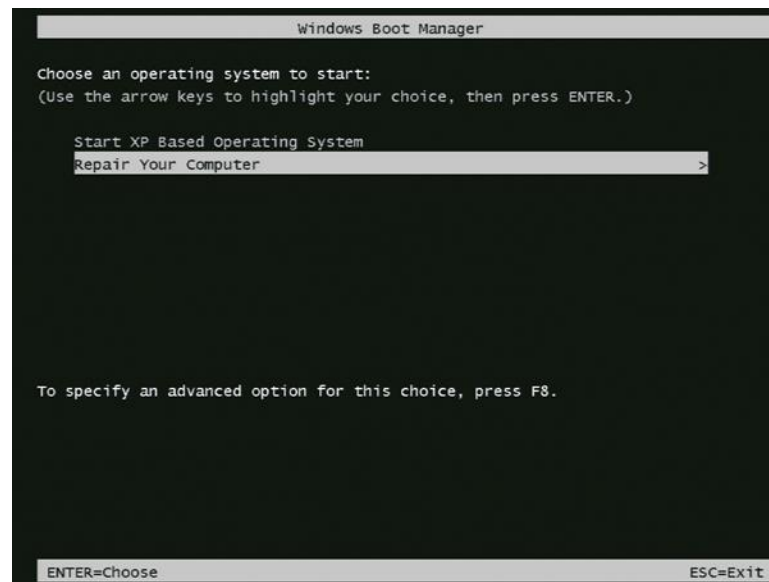 Windows Boot Manager
Choose an operating system to start:
(Use the arrow keys to highlight your choice, then press ENTER.)
Start XP Based Operating System
Repair Your Computer >
To specify an advanced option for this choice, press F8.
ENTER=Choose ESC=Exit